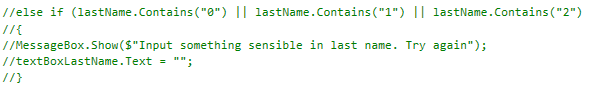 //else if (lastName.Contains("0") || lastName.Contains("1") || lastName.Contains("2")
//{
//MessageBox.Show($"Input something sensible in last name. Try again");
//textBoxLastName.Text = "";
//}